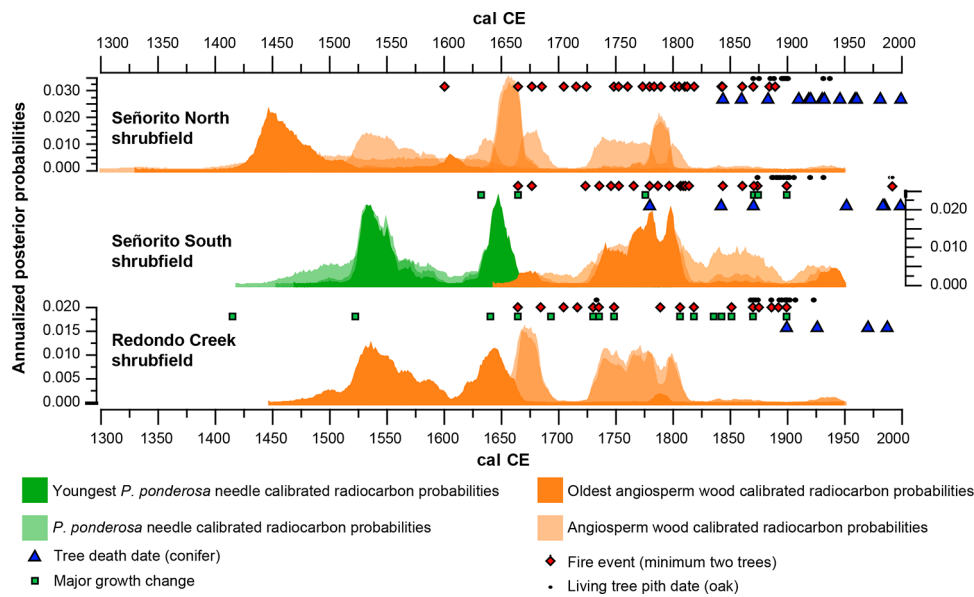 cal CE
1300 1350 1400 1450 1500 1550 1600 1650 1700 1750 1800 1850 1900 1950 2000
Annualized posterior probabilities
0.030
0.020
0.010
0.000
Señorito North
shrubfield
Señorito South
shrubfield
0.020
0.010
0.000
Redondo Creek
shrubfield
0.020
0.015
0.010
0.005
0.000
1300 1350 1400 1450 1500 1550 1600 1650 1700 1750 1800 1850 1900 1950 2000
cal CE
Youngest P. ponderosa needle calibrated radiocarbon probabilities
P. ponderosa needle calibrated radiocarbon probabilities
Tree death date (conifer)
Major growth change
Oldest angiosperm wood calibrated radiocarbon probabilities
Angiosperm wood calibrated radiocarbon probabilities
Fire event (minimum two trees)
Living tree pith date (oak)